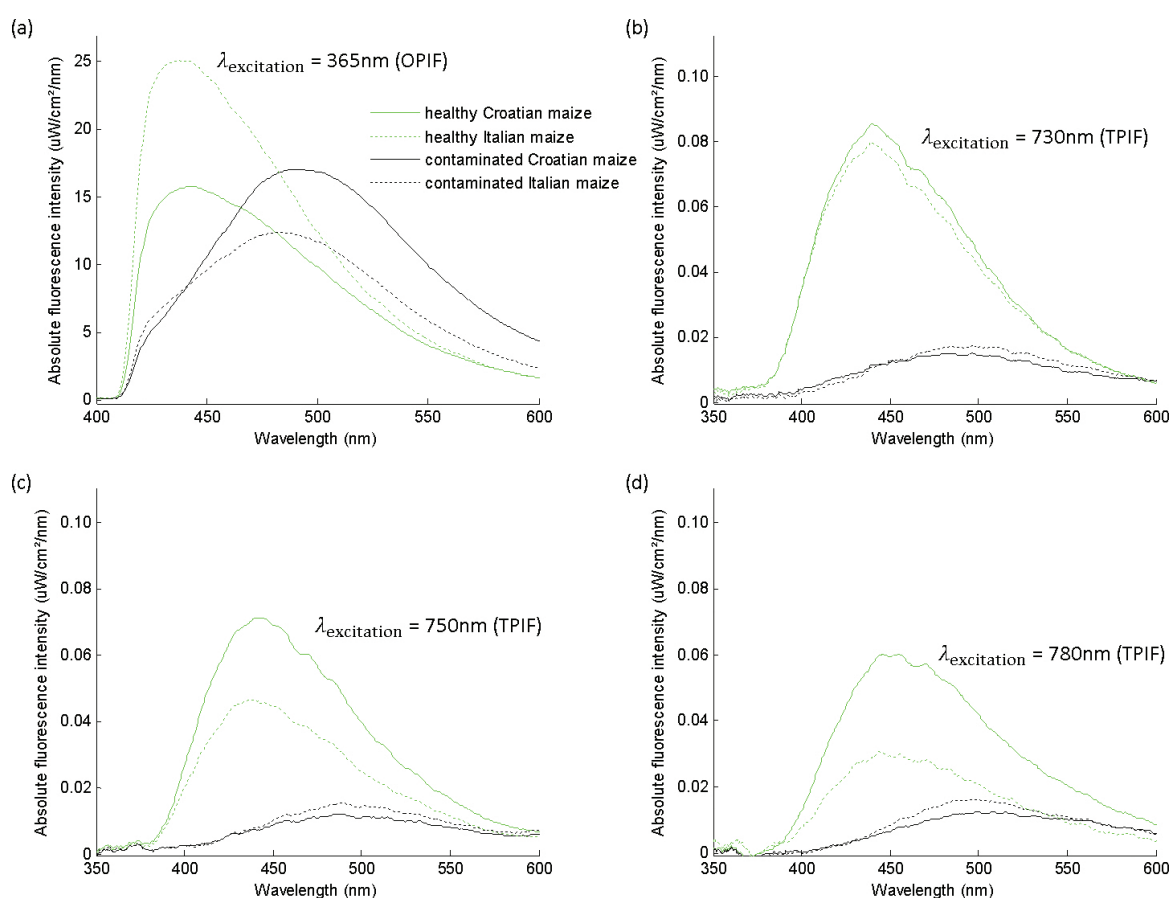 (a)
λexcitation = 365nm (OPIF)
healthy Croatian maize
healthy Italian maize
contaminated Croatian maize
contaminated Italian maize
Absolute fluorescence intensity (uW/cm²/nm)
25
20
15
10
5
0
400 450 500 550 600
Wavelength (nm)
(b)
λexcitation = 730nm (TPIF)
Absolute fluorescence intensity (uW/cm²/nm)
0.10
0.08
0.06
0.04
0.02
0
350 400 450 500 550 600
Wavelength (nm)
(c)
λexcitation = 750nm (TPIF)
Absolute fluorescence intensity (uW/cm²/nm)
0.10
0.08
0.06
0.04
0.02
0
350 400 450 500 550 600
Wavelength (nm)
(d)
λexcitation = 780nm (TPIF)
Absolute fluorescence intensity (uW/cm²/nm)
0.10
0.08
0.06
0.04
0.02
0
350 400 450 500 550 600
Wavelength (nm)